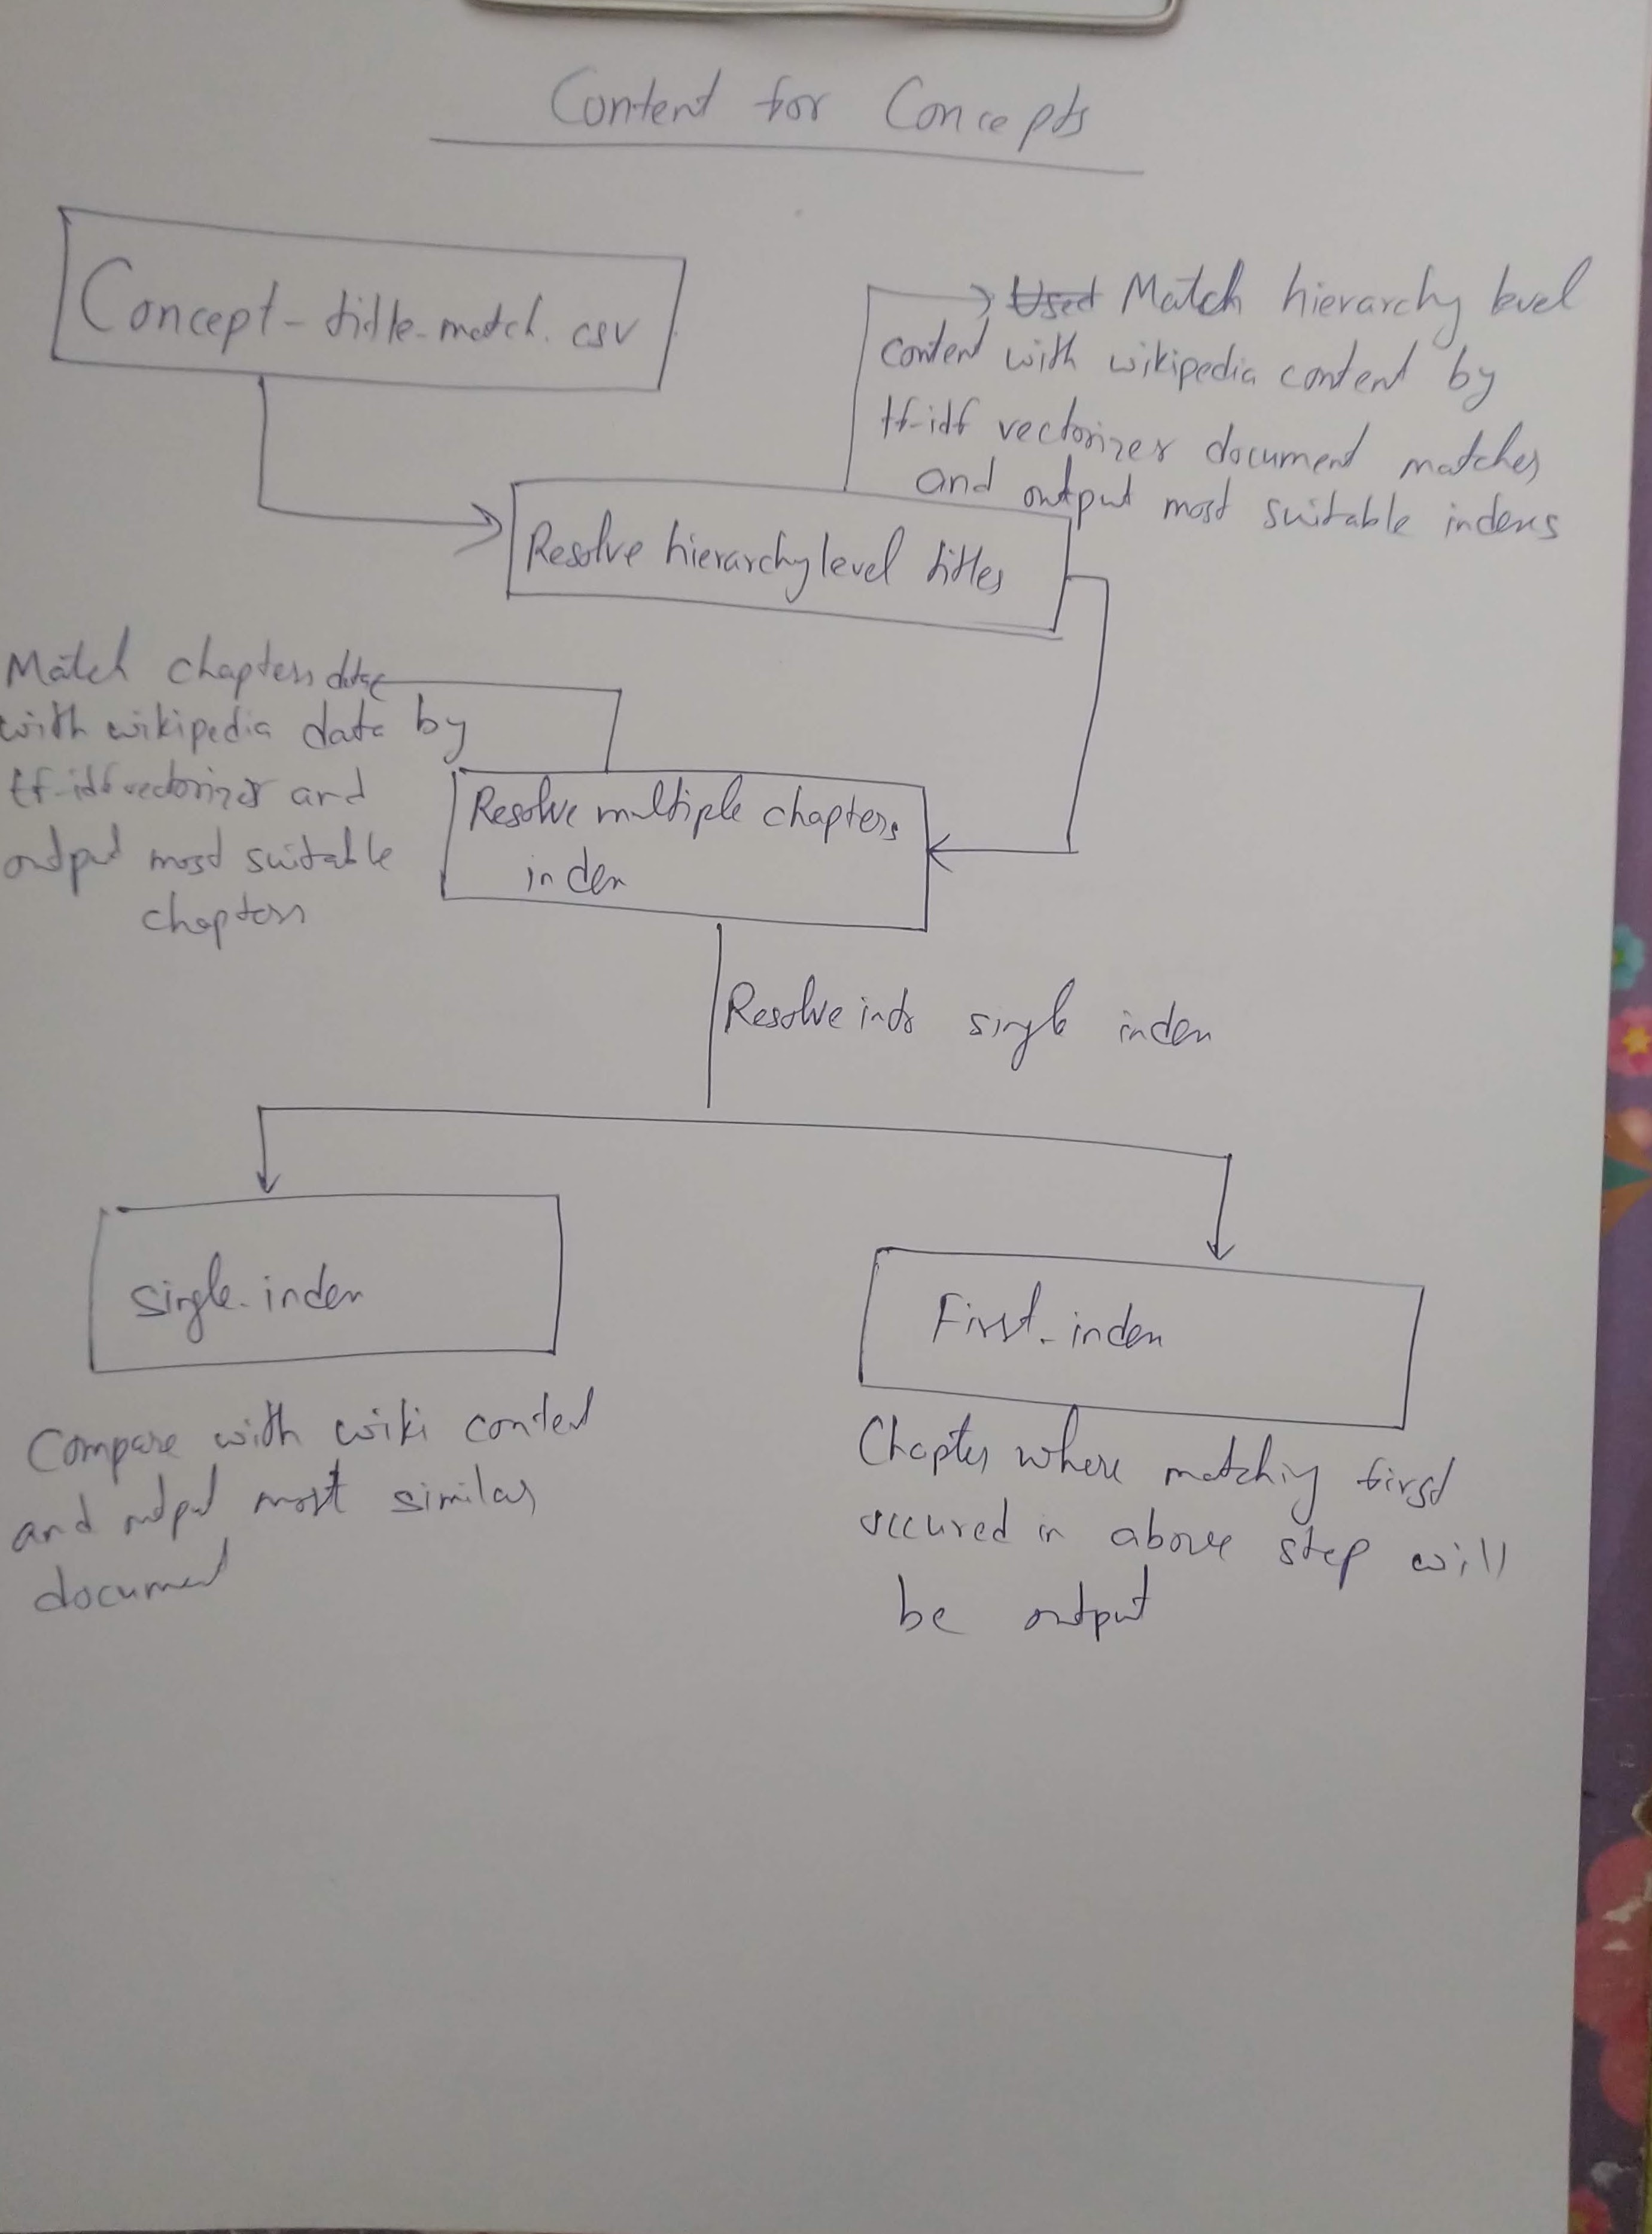 Content for Concepts
Concept-title-match.csv
Used Match hierarchy level
content with wikipedia content by
tf-idf vectorizer document matches
and output most suitable indexs
Resolve hierarchy level titles
Match chapters data
with wikipedia data by
tf-idf vectorizer and
output most suitable
chapters
Resolve multiple chapters
index
Resolve into single index
Single-index
First-index
Compare with wiki content
and output most similar
document
Chapter where matching first
occured in above step will
be output